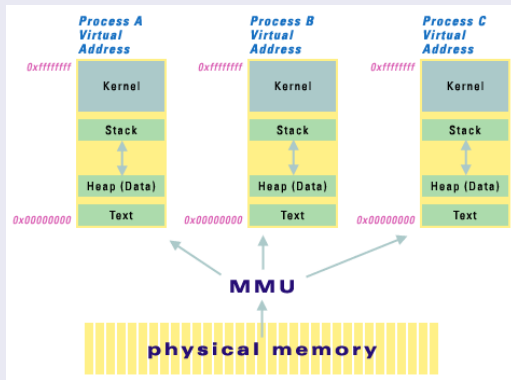 Process A
Virtual
Address
0xffffffff
Kernel
Stack
Heap (Data)
0x00000000
Text
Process B
Virtual
Address
0xffffffff
Kernel
Stack
Heap (Data)
0x00000000
Text
Process C
Virtual
Address
0xffffffff
Kernel
Stack
Heap (Data)
0x00000000
Text
MMU
physical memory